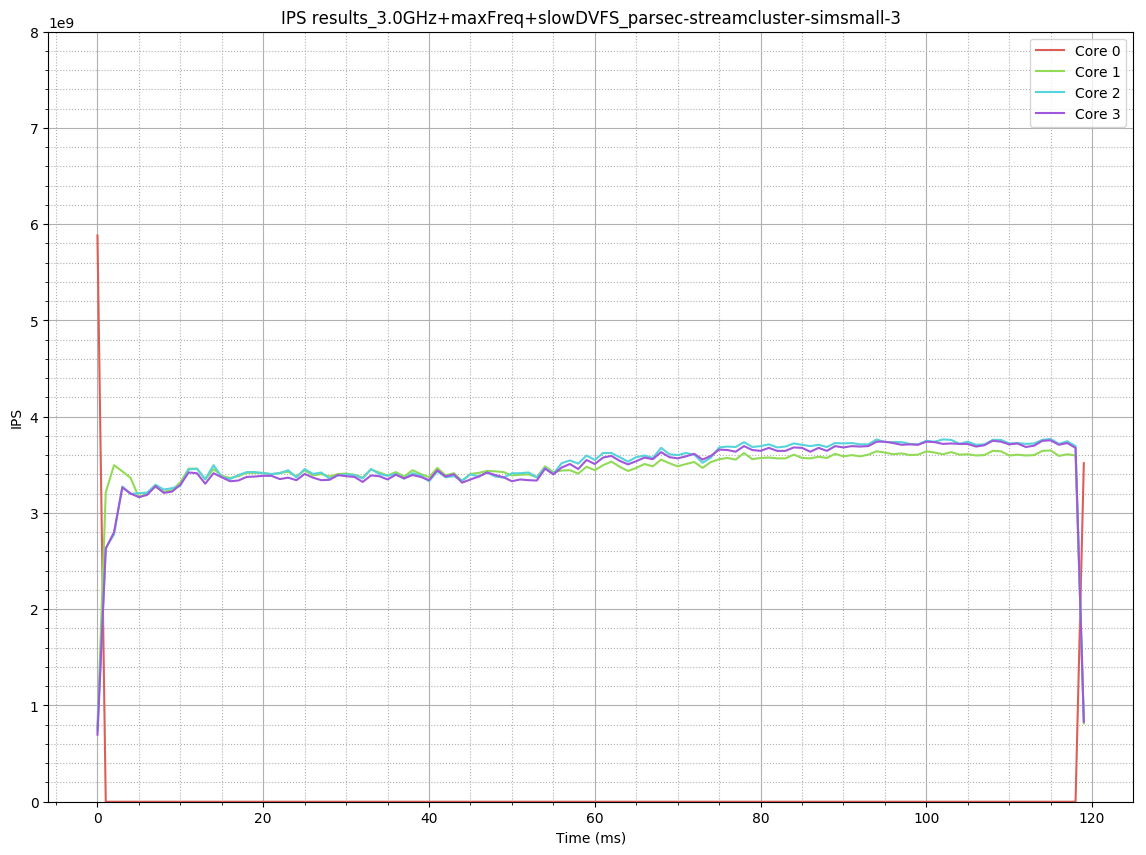 IPS results_3.0GHz+maxFreq+slowDVFS_parsec-streamcluster-simsmall-3
1e9
8
7
6
5
4
3
2
1
0
IPS
Core 0
Core 1
Core 2
Core 3
0 20 40 60 80 100 120
Time (ms)